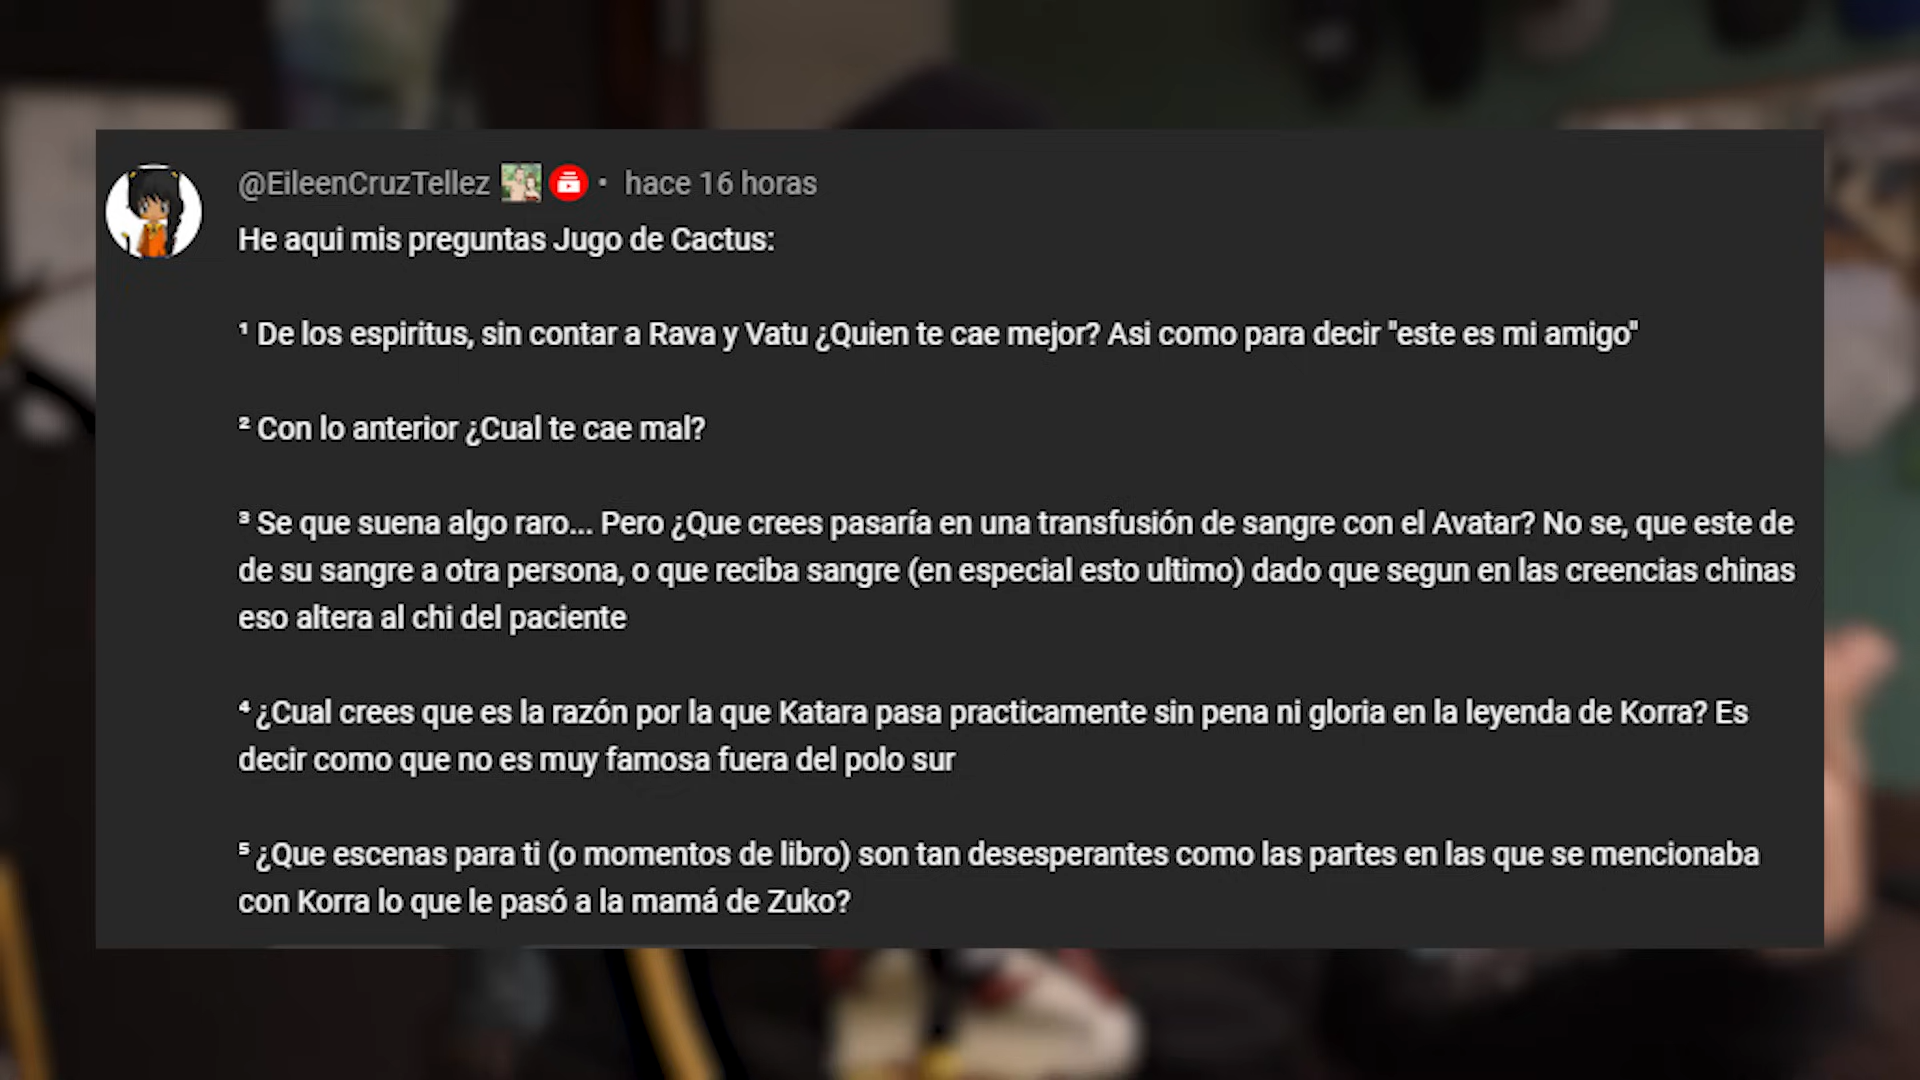 @EileenCruzTellez • hace 16 horas
He aqui mis preguntas Jugo de Cactus:
¹ De los espiritus, sin contar a Rava y Vatu ¿Quien te cae mejor? Asi como para decir "este es mi amigo"
² Con lo anterior ¿Cual te cae mal?
³ Se que suena algo raro... Pero ¿Que crees pasaría en una transfusión de sangre con el Avatar? No se, que este de
de su sangre a otra persona, o que reciba sangre (en especial esto ultimo) dado que segun en las creencias chinas
eso altera al chi del paciente
⁴ ¿Cual crees que es la razón por la que Katara pasa practicamente sin pena ni gloria en la leyenda de Korra? Es
decir como que no es muy famosa fuera del polo sur
⁵ ¿Que escenas para ti (o momentos de libro) son tan desesperantes como las partes en las que se mencionaba
con Korra lo que le pasó a la mamá de Zuko?